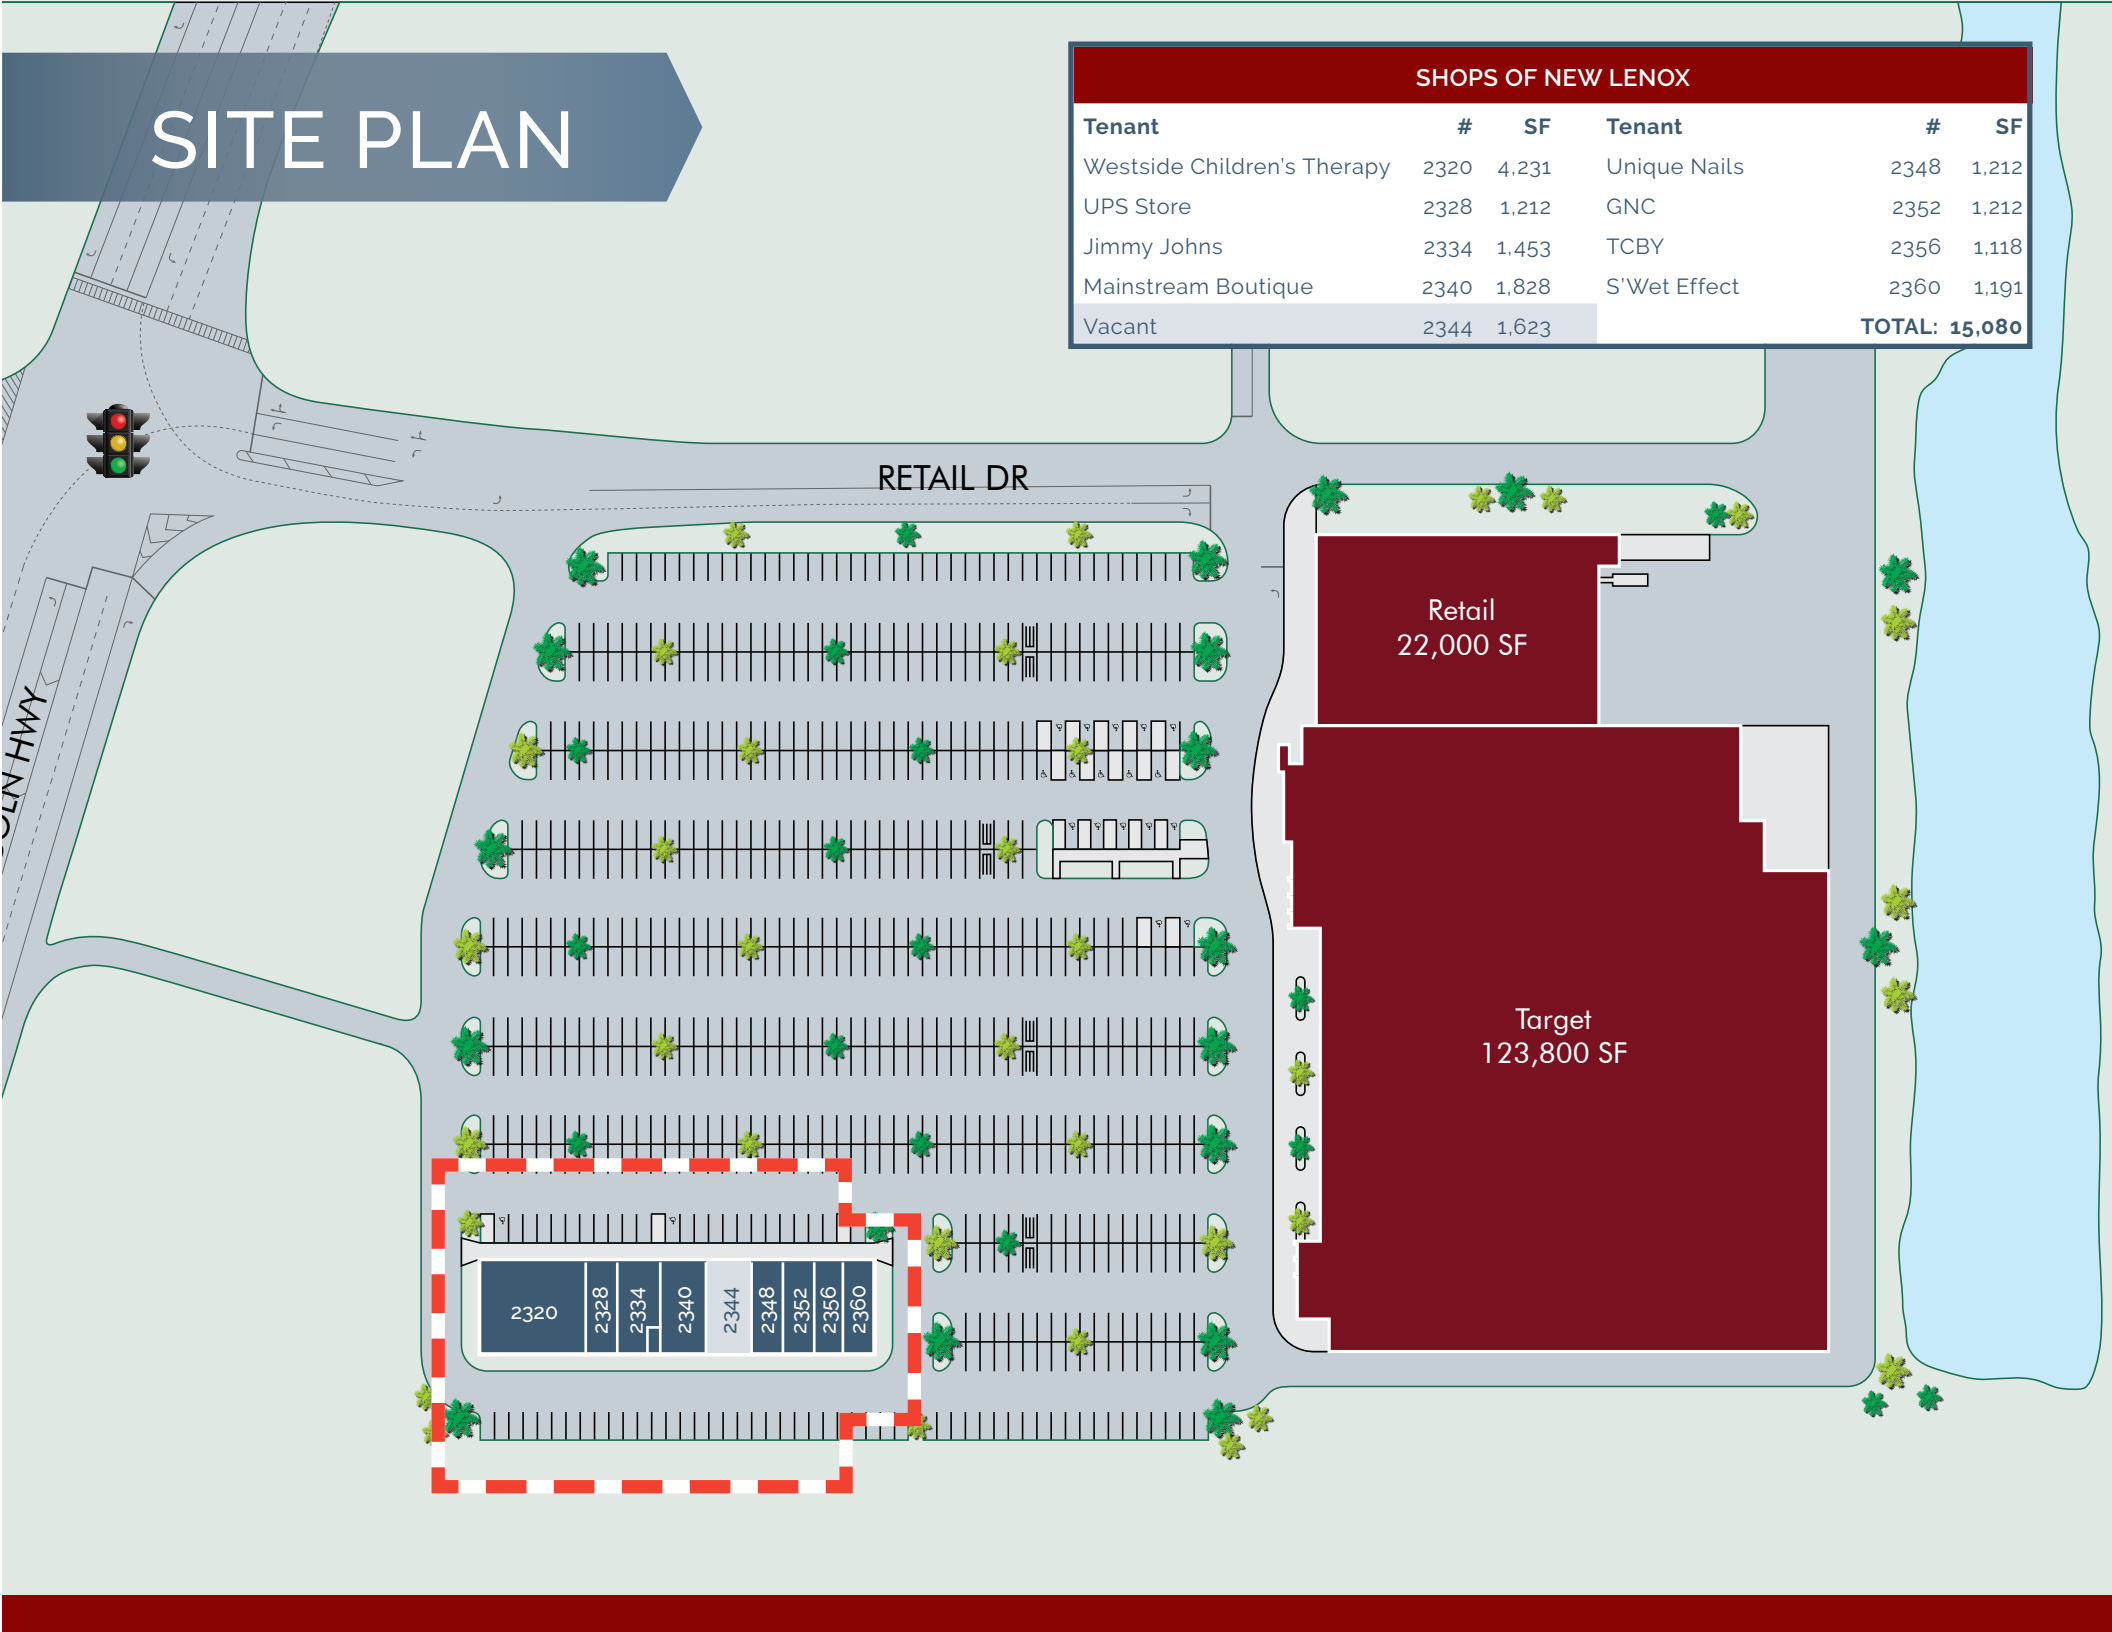 SITE PLAN
SHOPS OF NEW LENOX
Tenant # SF Tenant # SF
Westside Children's Therapy 2320 4,231 Unique Nails 2348 1,212
UPS Store 2328 1,212 GNC 2352 1,212
Jimmy Johns 2334 1,453 TCBY 2356 1,118
Mainstream Boutique 2340 1,828 S'Wet Effect 2360 1,191
Vacant 2344 1,623 TOTAL: 15,080
RETAIL DR
Retail
22,000 SF
HWY
Target
123,800 SF
2320
2328
2334
2340
2344
2348
2352
2356
2360